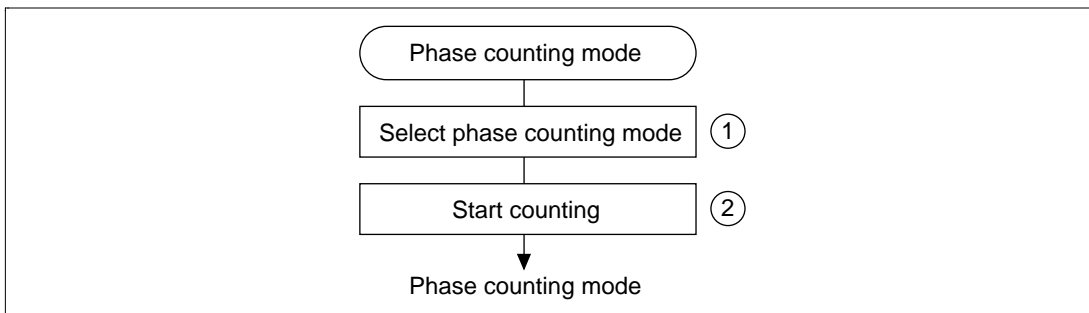 Phase counting mode
Select phase counting mode 1
Start counting 2
Phase counting mode